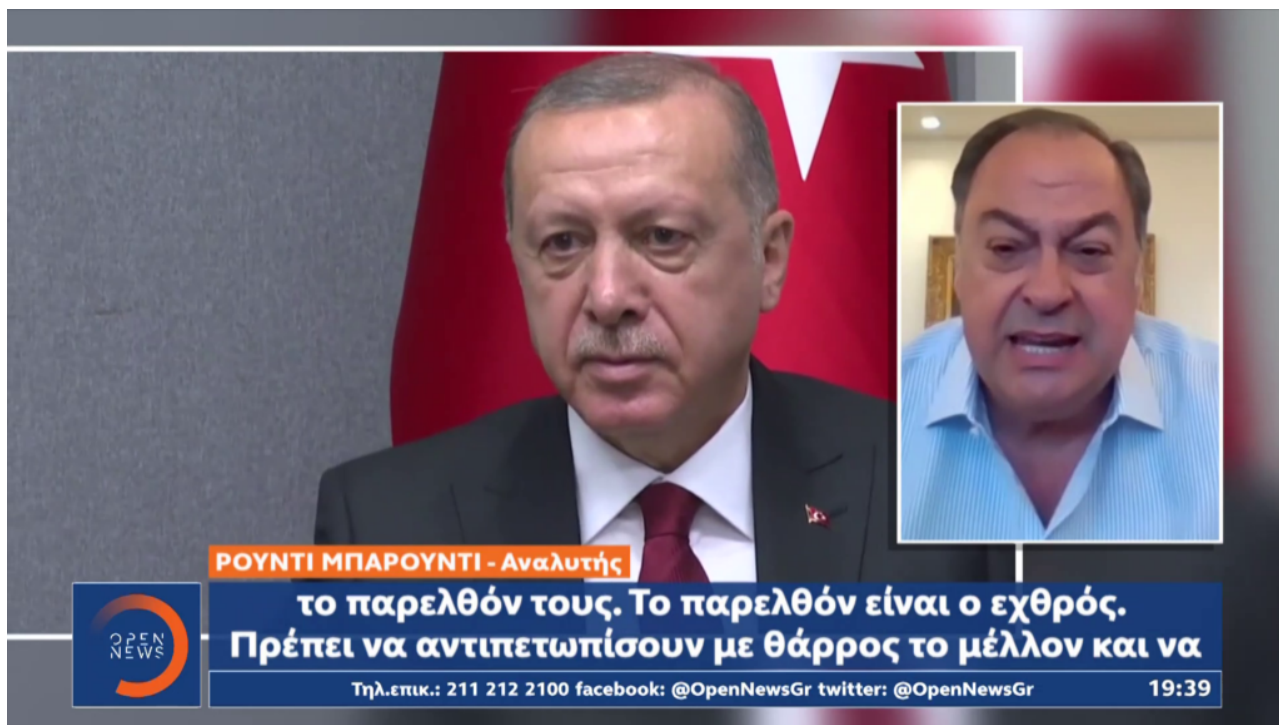 ΡΟΥΝΤΙ ΜΠΑΡΟΥΝΤΙ - Αναλυτής
το παρελθόν τους. Το παρελθόν είναι ο εχθρός.
Πρέπει να αντιπετωπίσουν με θάρρος το μέλλον και να
OPEN
NEWS
Τηλ.επικ.: 211 212 2100 facebook: @OpenNewsGr twitter: @OpenNewsGr
19:39